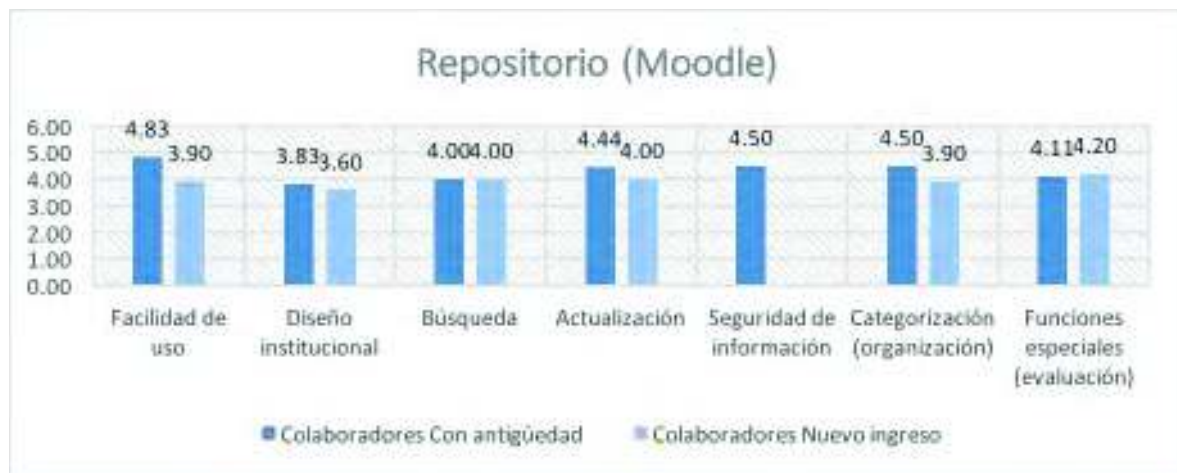 Repositorio (Moodle)
6.00
5.00
4.00
3.00
2.00
1.00
0.00
4.83
3.90
3.83
3.60
4.00
4.00
4.44
4.00
4.50
4.50
3.90
4.11
4.20
Facilidad de
uso
Diseño
institucional
Búsqueda
Actualización
Seguridad de
información
Categorización
(organización)
Funciones
especiales
(evaluación)
Colaboradores Con antigüedad
Colaboradores Nuevo ingreso